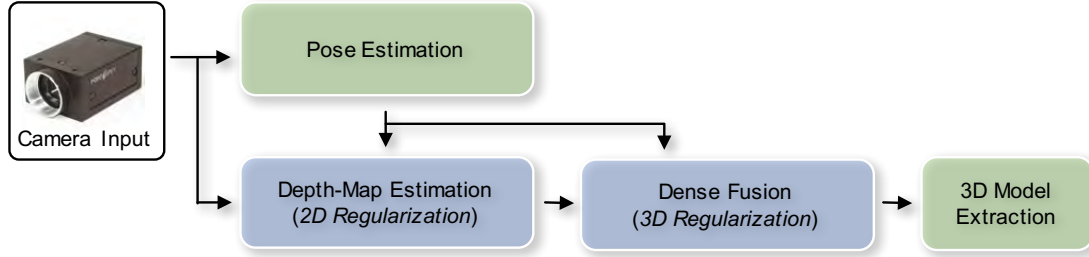 Camera Input
Pose Estimation
Depth-Map Estimation
(2D Regularization)
Dense Fusion
(3D Regularization)
3D Model
Extraction